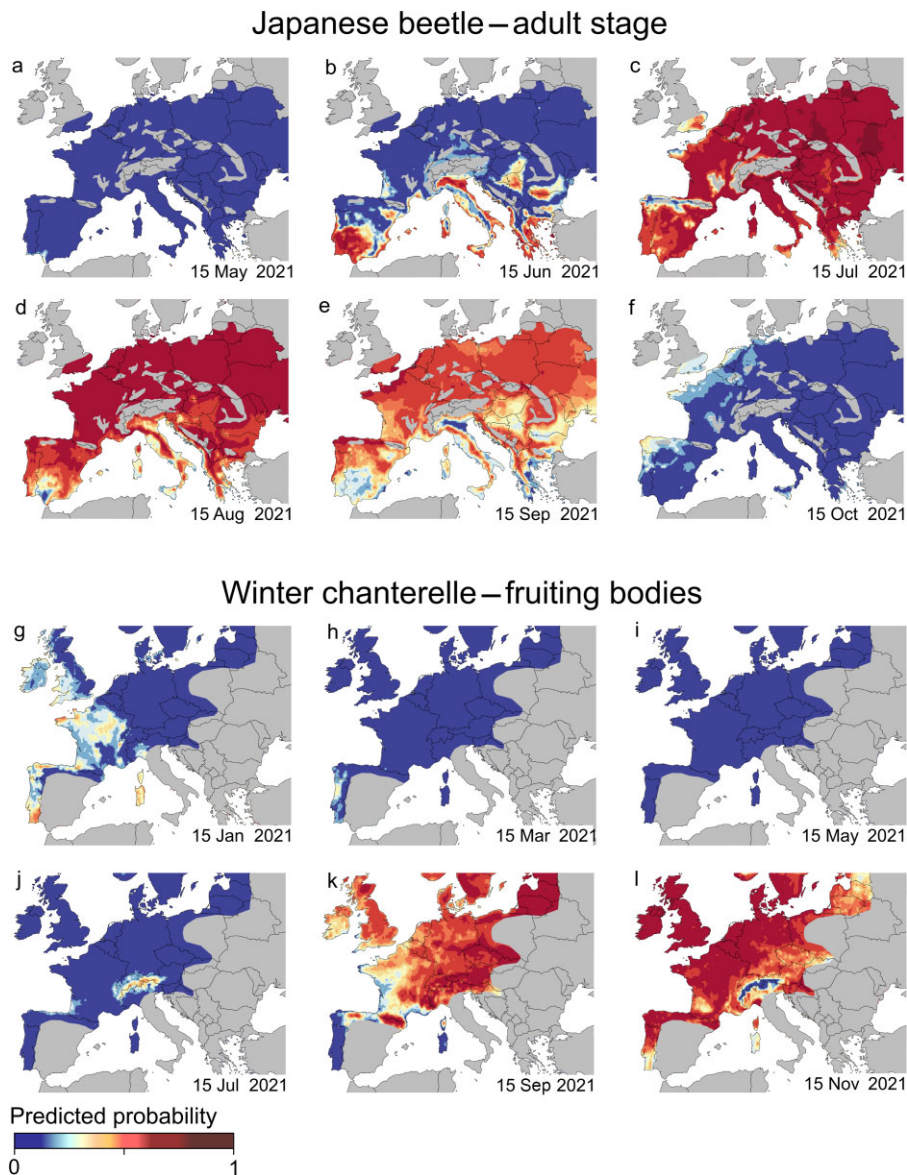 Japanese beetle – adult stage
a
b
c
15 May 2021
15 Jun 2021
15 Jul 2021
d
e
f
15 Aug 2021
15 Sep 2021
15 Oct 2021
Winter chanterelle – fruiting bodies
g
h
i
15 Jan 2021
15 Mar 2021
15 May 2021
j
k
l
15 Jul 2021
15 Sep 2021
15 Nov 2021
Predicted probability
0 1